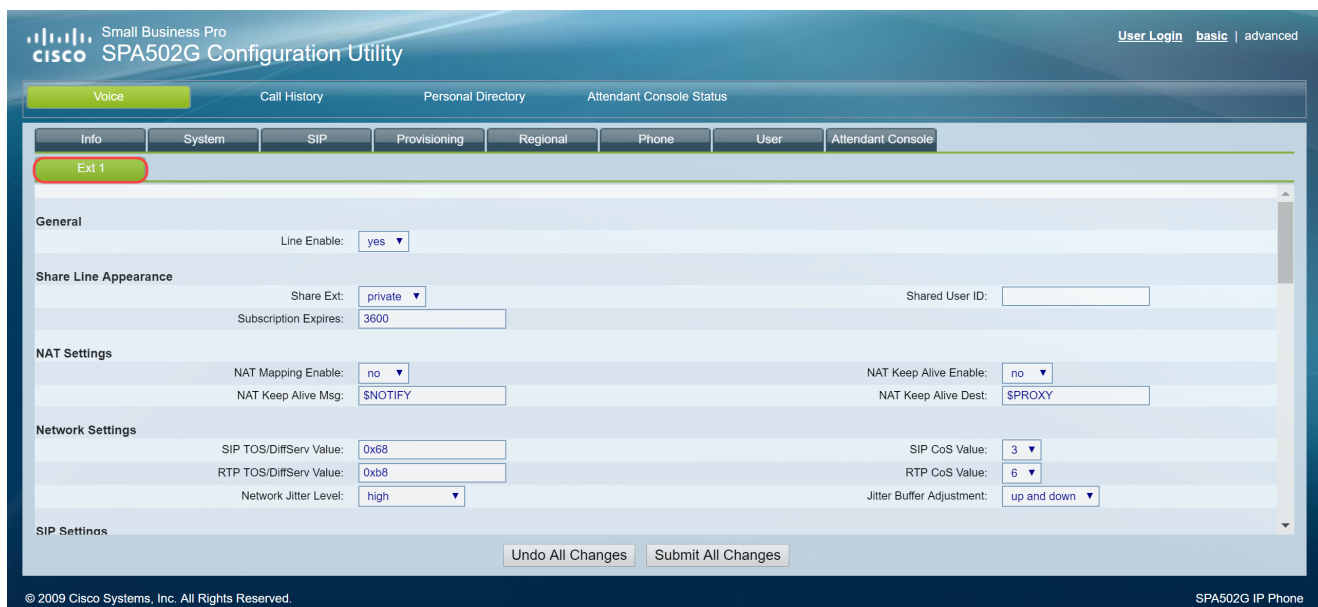 Small Business Pro
cisco SPA502G Configuration Utility
User Login basic | advanced
Voice Call History Personal Directory Attendant Console Status
Info System SIP Provisioning Regional Phone User Attendant Console
Ext 1
General
Line Enable: yes
Share Line Appearance
Share Ext: private Shared User ID:
Subscription Expires: 3600
NAT Settings
NAT Mapping Enable: no NAT Keep Alive Enable: no
NAT Keep Alive Msg: $NOTIFY NAT Keep Alive Dest: $PROXY
Network Settings
SIP TOS/DiffServ Value: 0x68 SIP CoS Value: 3
RTP TOS/DiffServ Value: 0xb8 RTP CoS Value: 6
Network Jitter Level: high Jitter Buffer Adjustment: up and down
SIP Settings
Undo All Changes Submit All Changes
© 2009 Cisco Systems, Inc. All Rights Reserved. SPA502G IP Phone